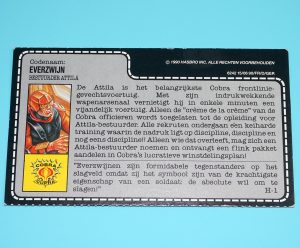 Codenaam:
EVERZWIJN
BESTUURDER ATTILA
© 1990 HASBRO INC. ALLE RECHTEN VOORBEHOUDEN
De Attila is het belangrijkste Cobra frontlinie-
gevechtsvoertuig. Met zijn indrukwekkende
wapenarsenaal vernietigt hij in enkele minuten een
vijandelijk voertuig. Alleen de "crême de la crême" van
de Cobra officieren wordt toegelaten tot de opleiding voor
Attila-bestuurder. Alle rekruten ondergaan een keiharde
training waarin de nadruk ligt op discipline, discipline en
nog eens discipline!! Alleen wie dat overleeft, mag zich een
Attila-bestuurder noemen en ontvangt een flink pakket
aandelen in Cobra's lucratieve winstdelingsplan!
"Everzwijnen zijn formidabele tegenstanders op het
slagveld omdat zij het symbool zijn van de krachtigste
eigenschap van een soldaat: de absolute wil om te
slagen!"
H-1
COBRA